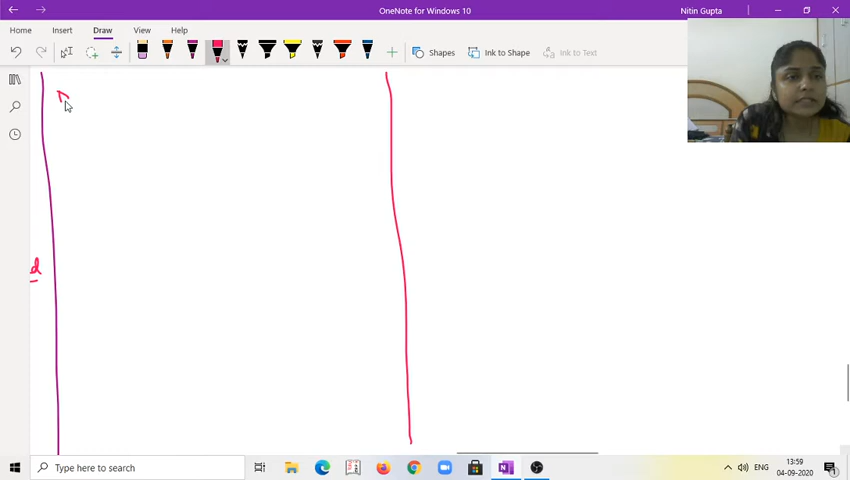 OneNote for Windows 10
Nitin Gupta
Home Insert Draw View Help
Shapes Ink to Shape Ink to Text
d
Type here to search
ENG
13:59
04-09-2020